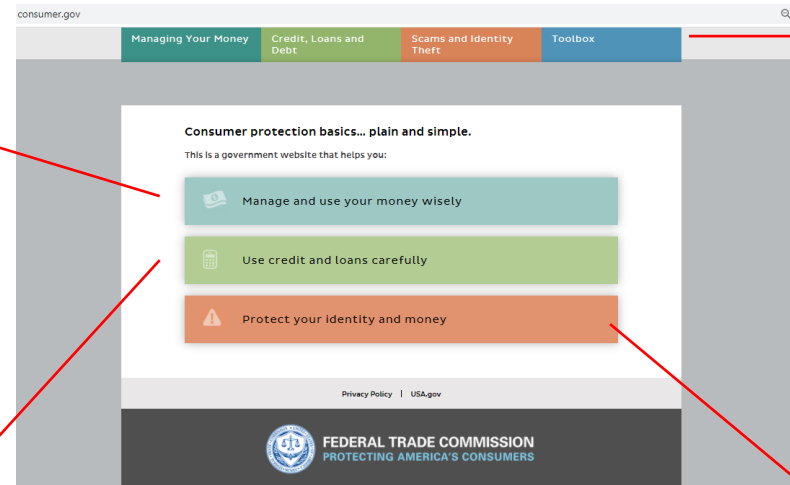 consumer.gov
Managing Your Money
Credit, Loans and
Debt
Scams and Identity
Theft
Toolbox
Consumer protection basics... plain and simple.
This is a government website that helps you:
Manage and use your money wisely
Use credit and loans carefully
Protect your identity and money
Privacy Policy | USA.gov
FEDERAL TRADE COMMISSION
PROTECTING AMERICA'S CONSUMERS